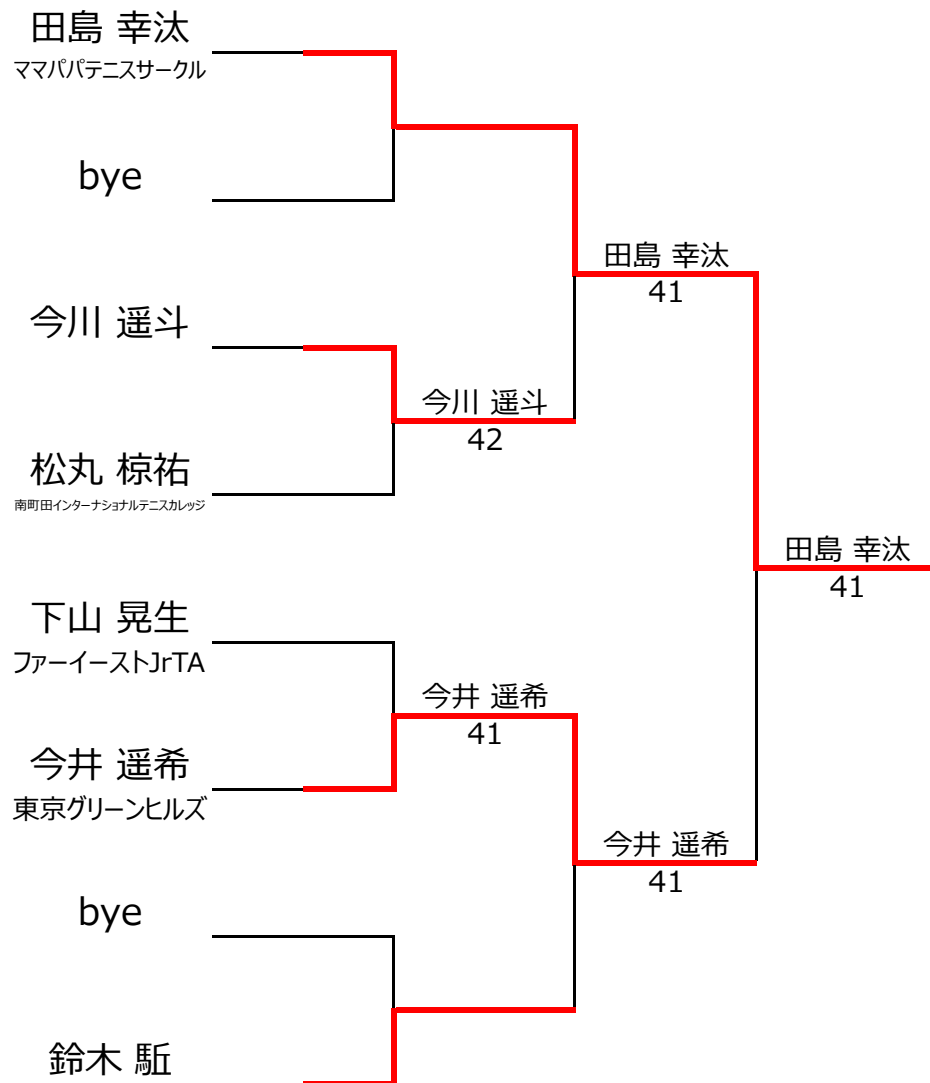 田島 幸汰
ママパパテニスサークル
bye
田島 幸汰
41
今川 遥斗
今川 遥斗
42
松丸 椋祐
南町田インターナショナルテニスカレッジ
田島 幸汰
41
下山 晃生
ファーイーストJrTA
今井 遥希
41
今井 遥希
東京グリーンヒルズ
今井 遥希
41
bye
鈴木 駈